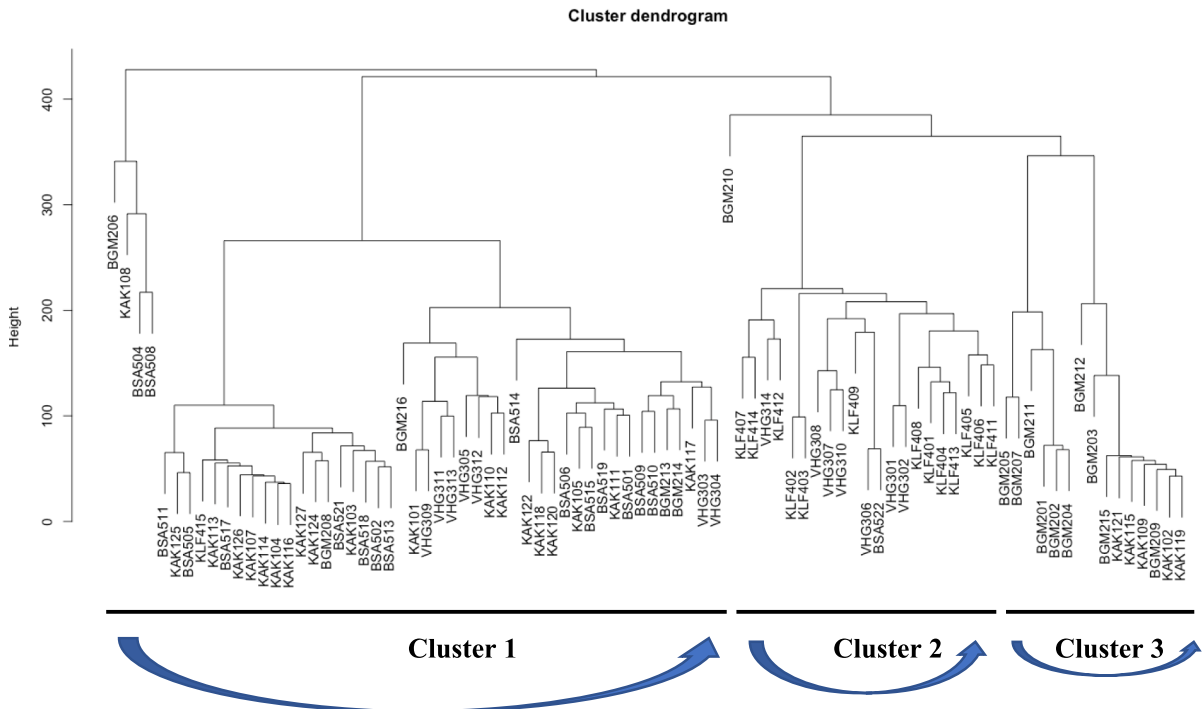 Cluster dendrogram
Height
400
300
200
100
0
BGM206
KAK108
BSA504
BSA508
BSA511
KAK125
BSA505
KLF415
KAK113
BSA517
KAK126
KAK107
KAK114
KAK104
KAK116
KAK127
KAK124
BGM208
BSA521
KAK103
BSA518
BSA502
BSA513
BGM216
KAK101
VHG309
VHG311
VHG313
VHG305
VHG312
KAK110
KAK112
BSA514
KAK122
KAK118
KAK120
BSA506
KAK105
BSA515
BSA519
KAK111
BSA501
BSA509
BSA510
BGM213
BGM214
KAK117
VHG303
VHG304
BGM210
KLF407
KLF414
VHG314
KLF412
KLF402
KLF403
VHG308
VHG307
VHG310
KLF409
VHG306
BSA522
VHG301
VHG302
KLF408
KLF401
KLF404
KLF413
KLF405
KLF406
KLF411
BGM205
BGM207
BGM211
BGM201
BGM202
BGM204
BGM212
BGM203
BGM215
KAK121
KAK115
KAK109
BGM209
KAK102
KAK119
Cluster 1
Cluster 2
Cluster 3